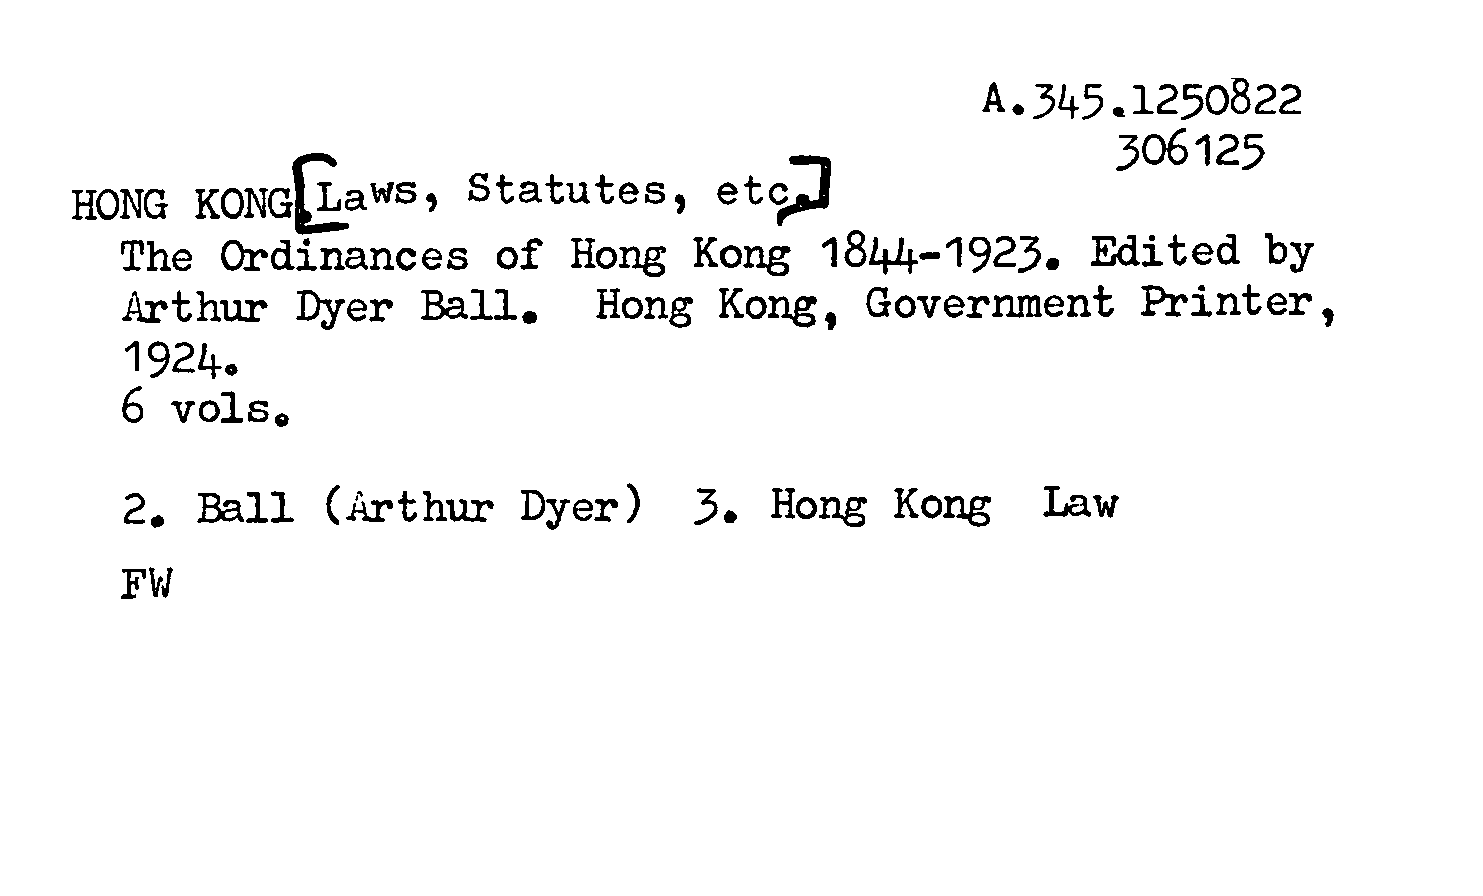 A.345.1250822
306125
HONG KONG.[Laws, Statutes, etc.]
The Ordinances of Hong Kong 1844-1923. Edited by
Arthur Dyer Ball. Hong Kong, Government Printer,
1924.
6 vols.
2. Ball (Arthur Dyer) 3. Hong Kong Law
FW